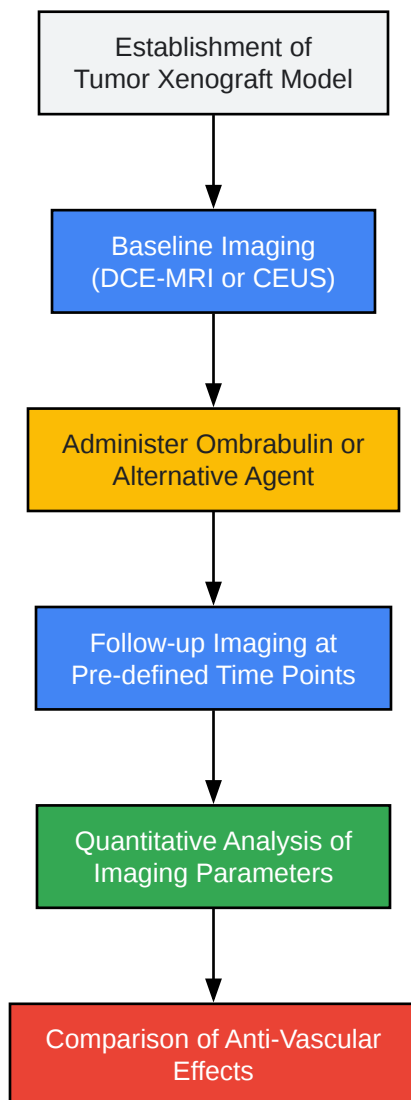 Establishment of
Tumor Xenograft Model
Baseline Imaging
(DCE-MRI or CEUS)
Administer Ombrabulin or
Alternative Agent
Follow-up Imaging at
Pre-defined Time Points
Quantitative Analysis of
Imaging Parameters
Comparison of Anti-Vascular
Effects